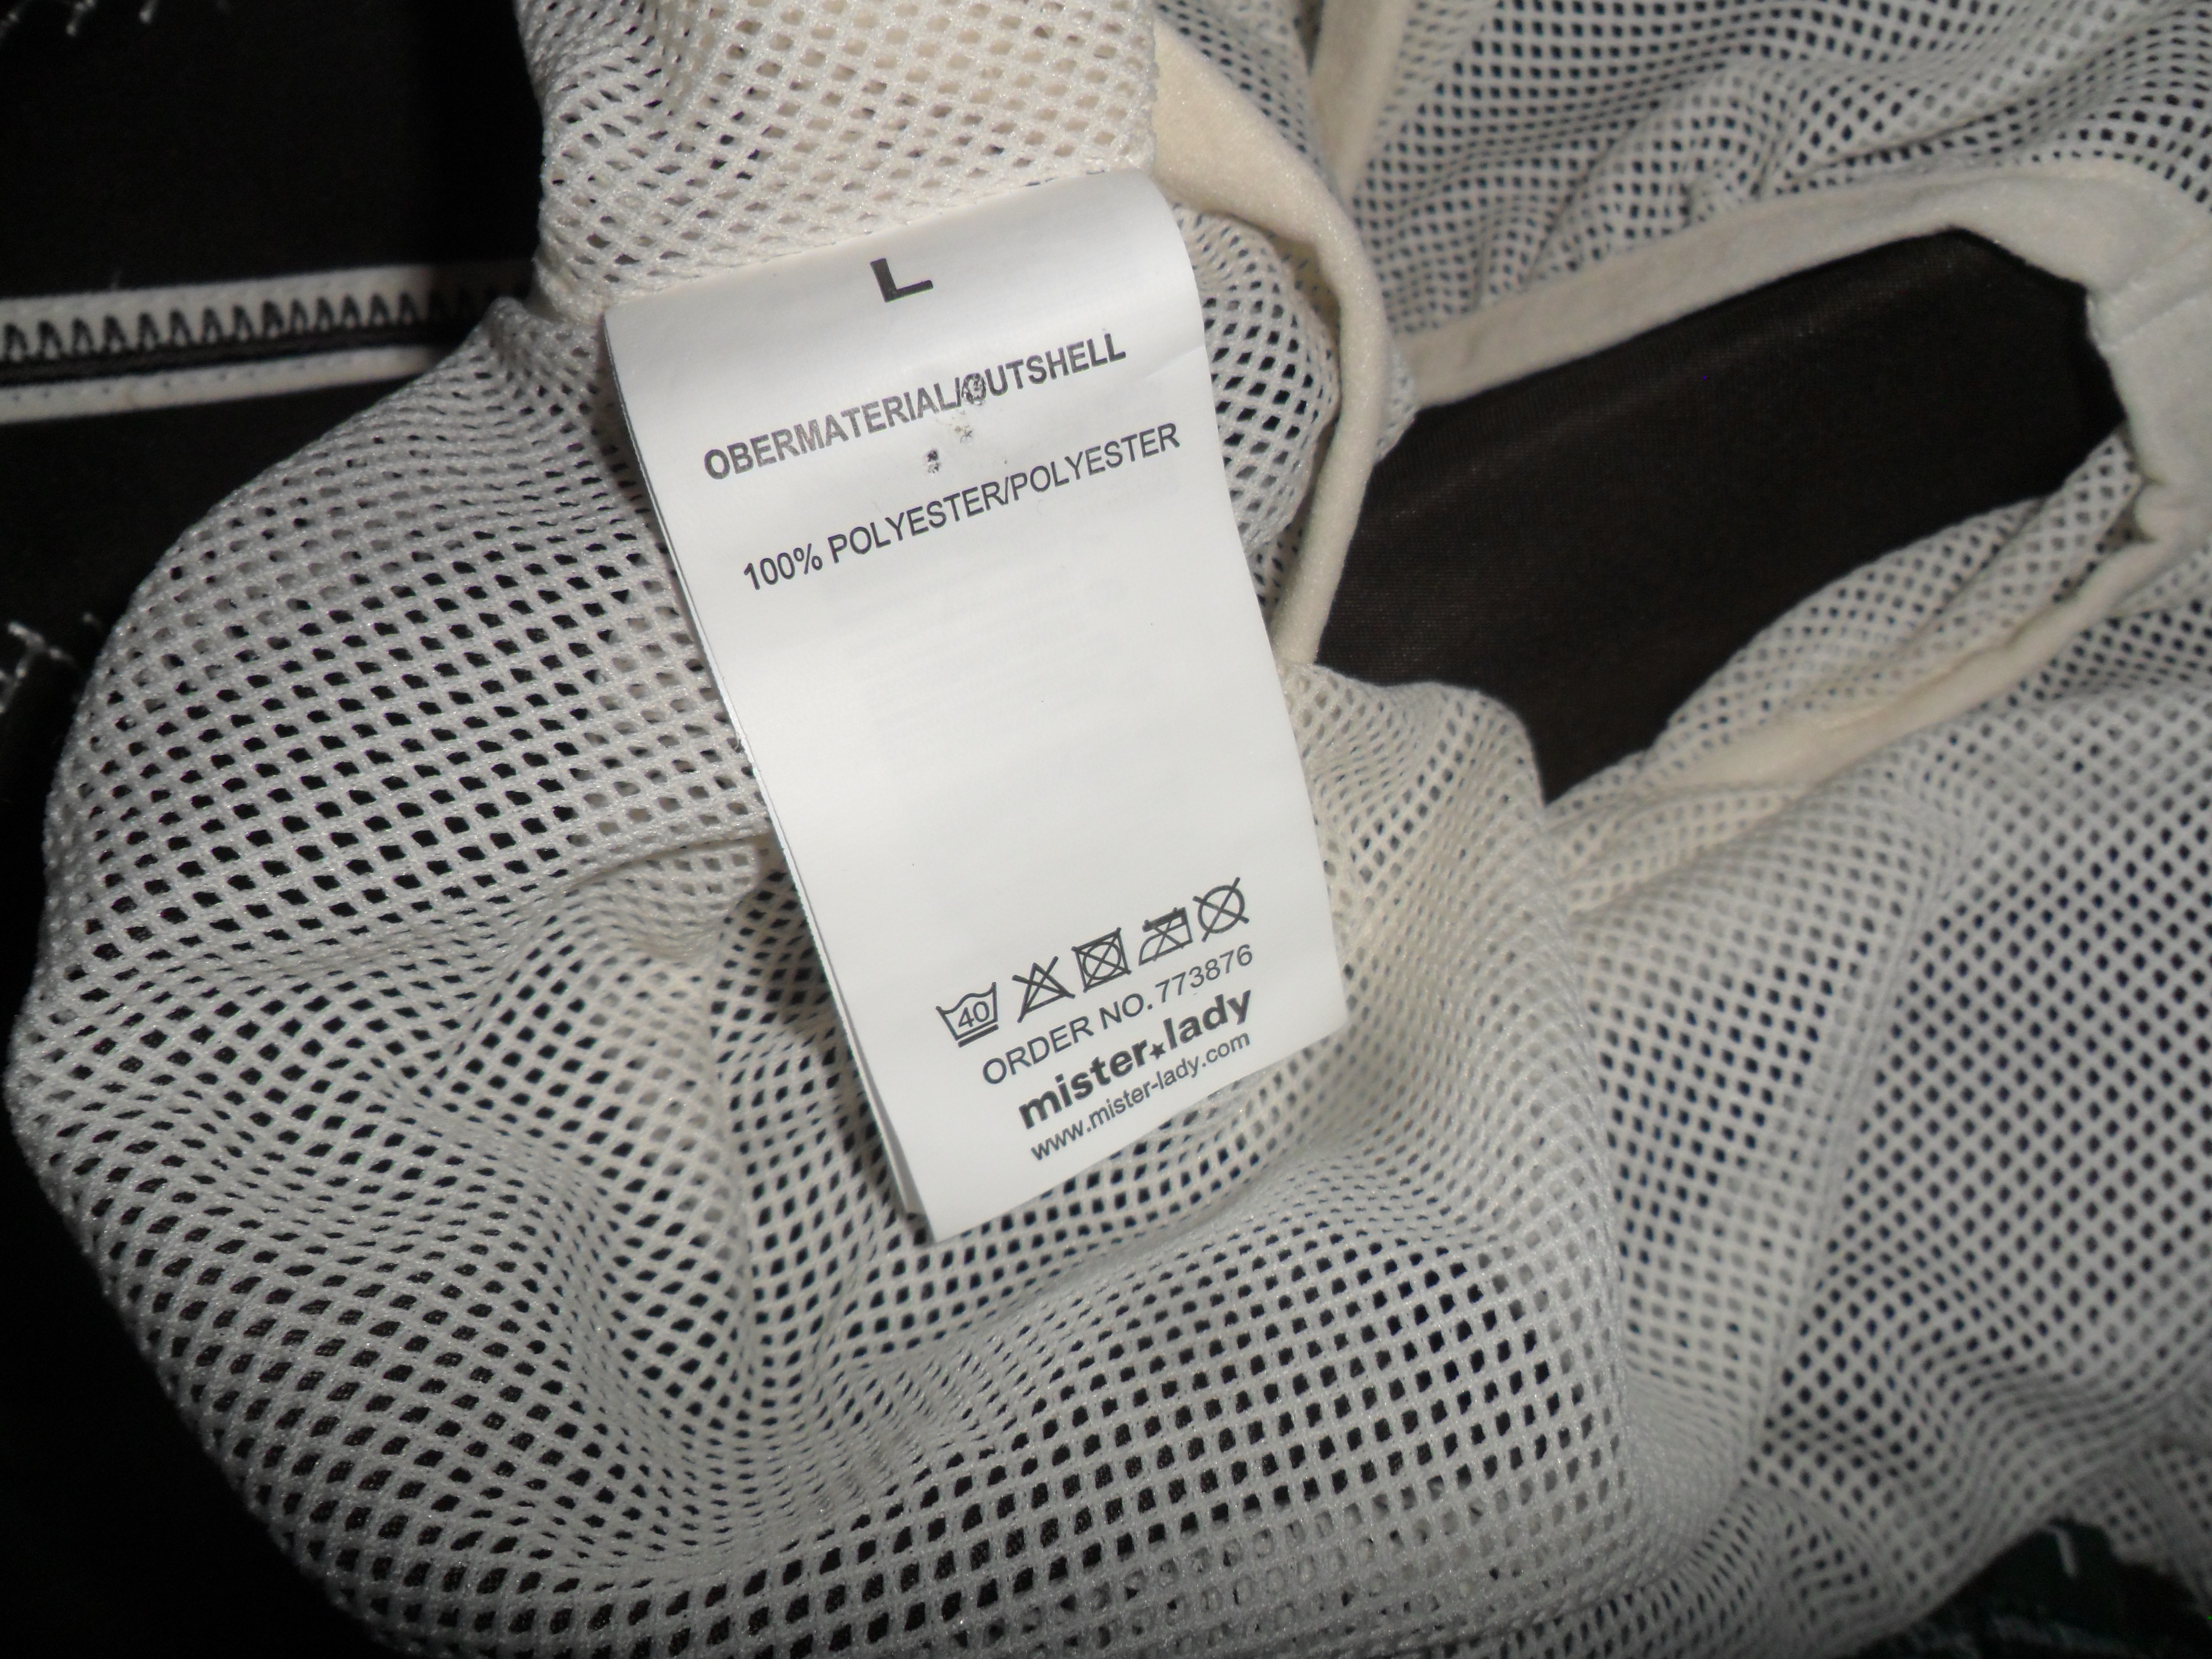 L
OBERMATERIAL/OUTSHELL
100% POLYESTER/POLYESTER
40
ORDER NO. 773876
mister★lady
www.mister-lady.com